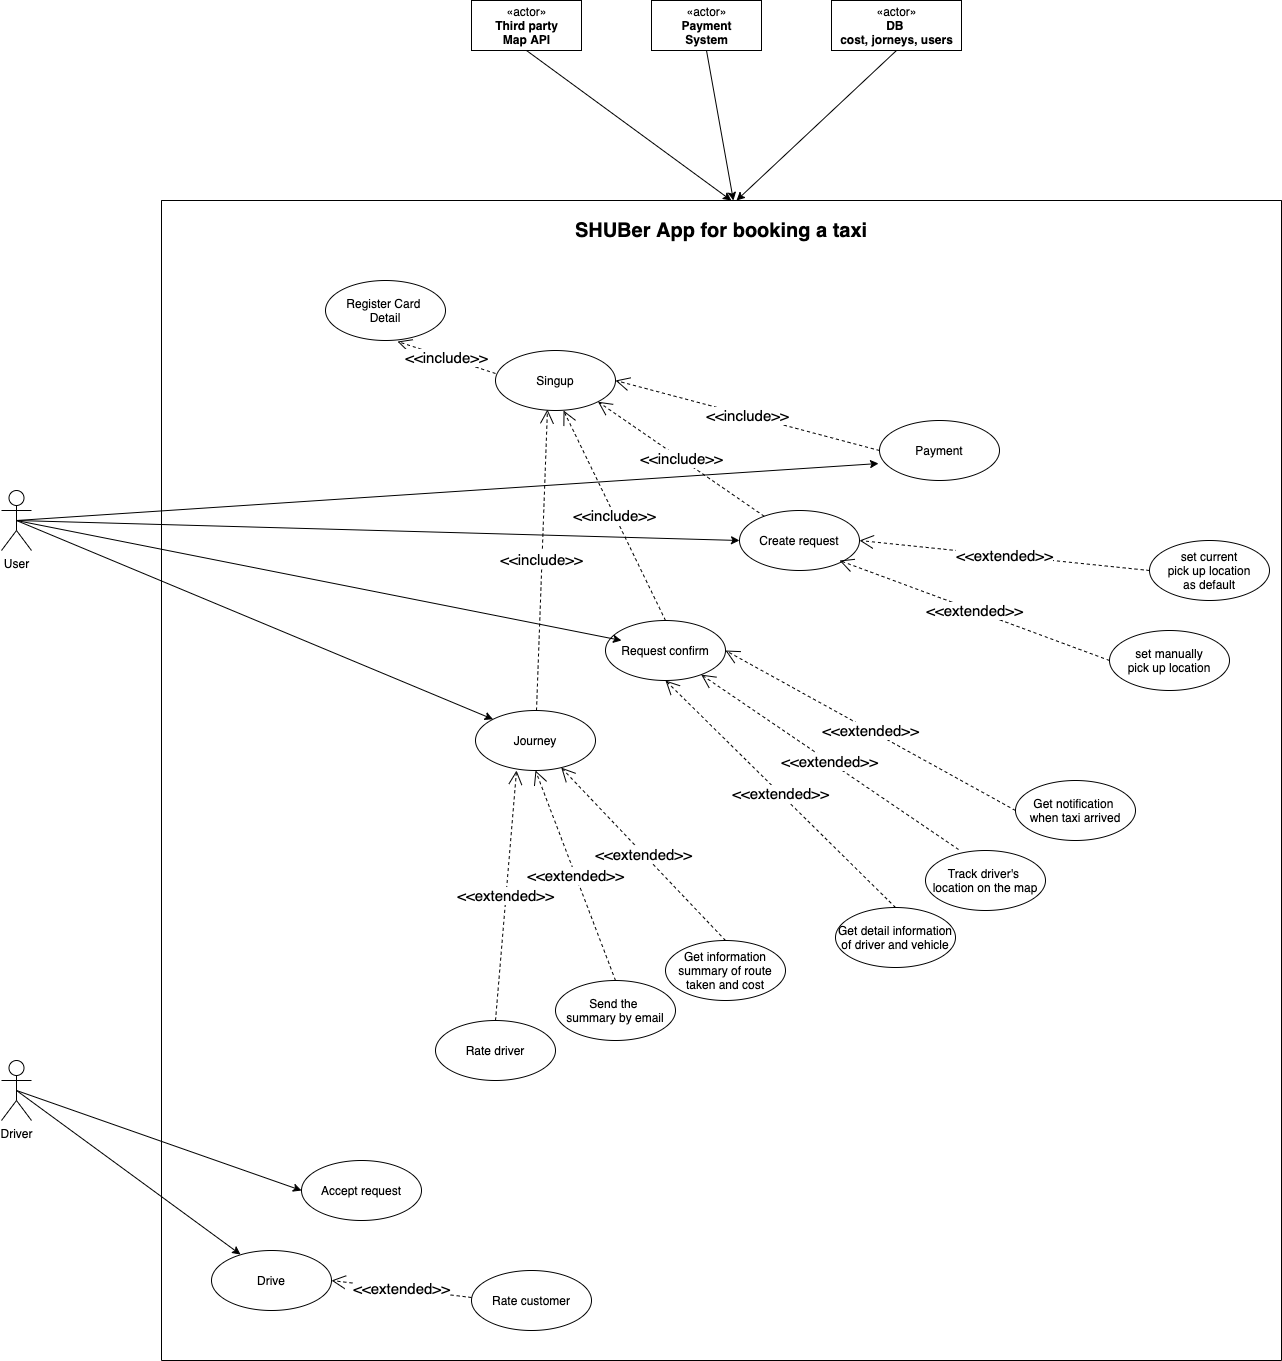 «actor»
Third party
Map API
«actor»
Payment
System
«actor»
DB
cost, jorneys, users
SHUBer App for booking a taxi
Register Card
Detail
<<include>>
Singup
<<include>>
Payment
<<include>>
<<include>>
User
Create request
<<extended>>
set current
pick up location
as default
<<include>>
<<extended>>
Request confirm
set manually
pick up location
Journey
<<extended>>
<<extended>>
<<extended>>
Get notification
when taxi arrived
<<extended>>
<<extended>>
<<extended>>
Track driver's
location on the map
Get detail information
of driver and vehicle
Get information
summary of route
taken and cost
Send the
summary by email
Rate driver
Driver
Accept request
Drive
<<extended>>
Rate customer